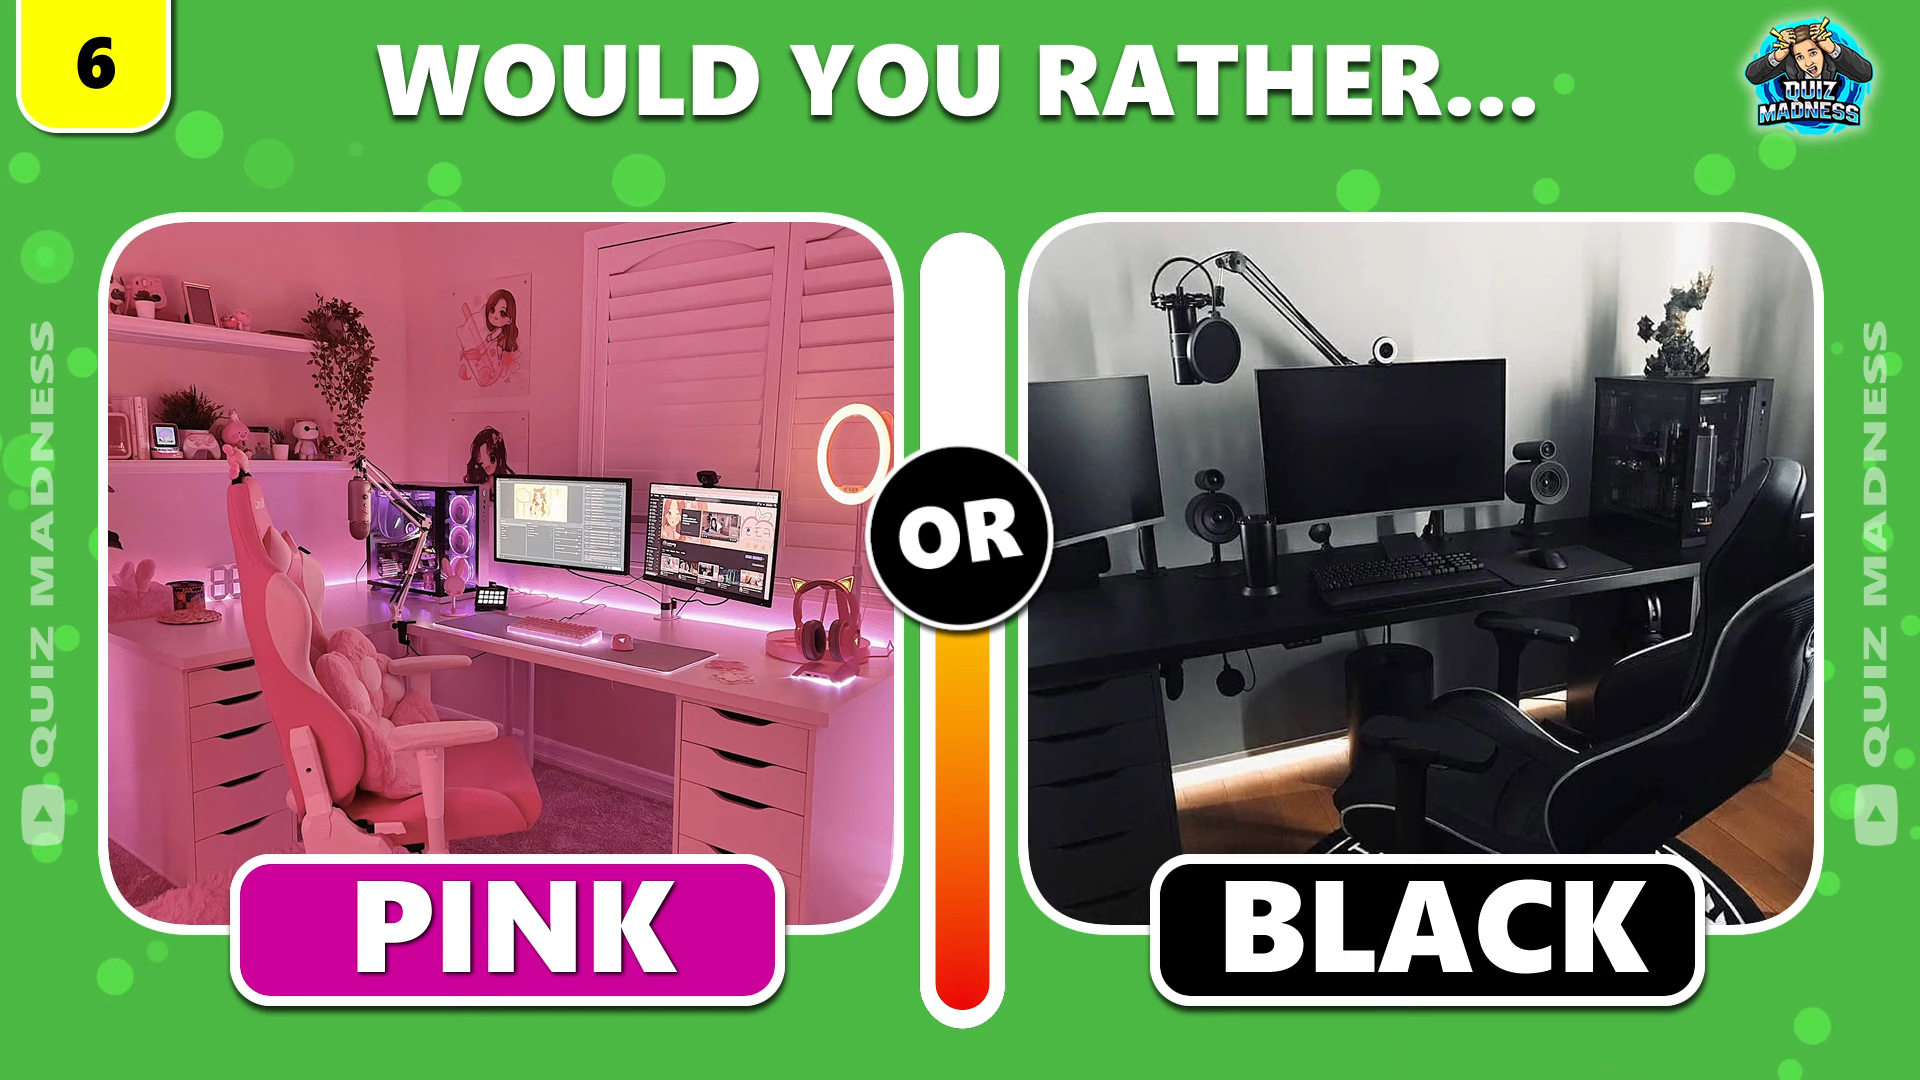 6
WOULD YOU RATHER...
QUIZ
MADNESS
QUIZ MADNESS
OR
QUIZ MADNESS
PINK
BLACK